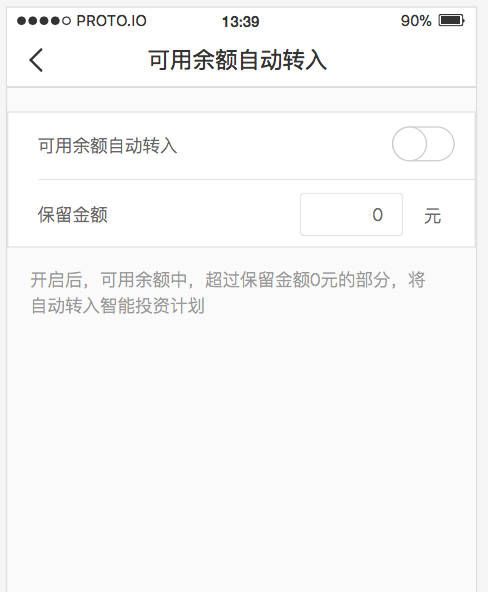 PROTO.IO 13:39 90%
可用余额自动转入
可用余额自动转入
保留金额 0 元
开启后，可用余额中，超过保留金额0元的部分，将
自动转入智能投资计划